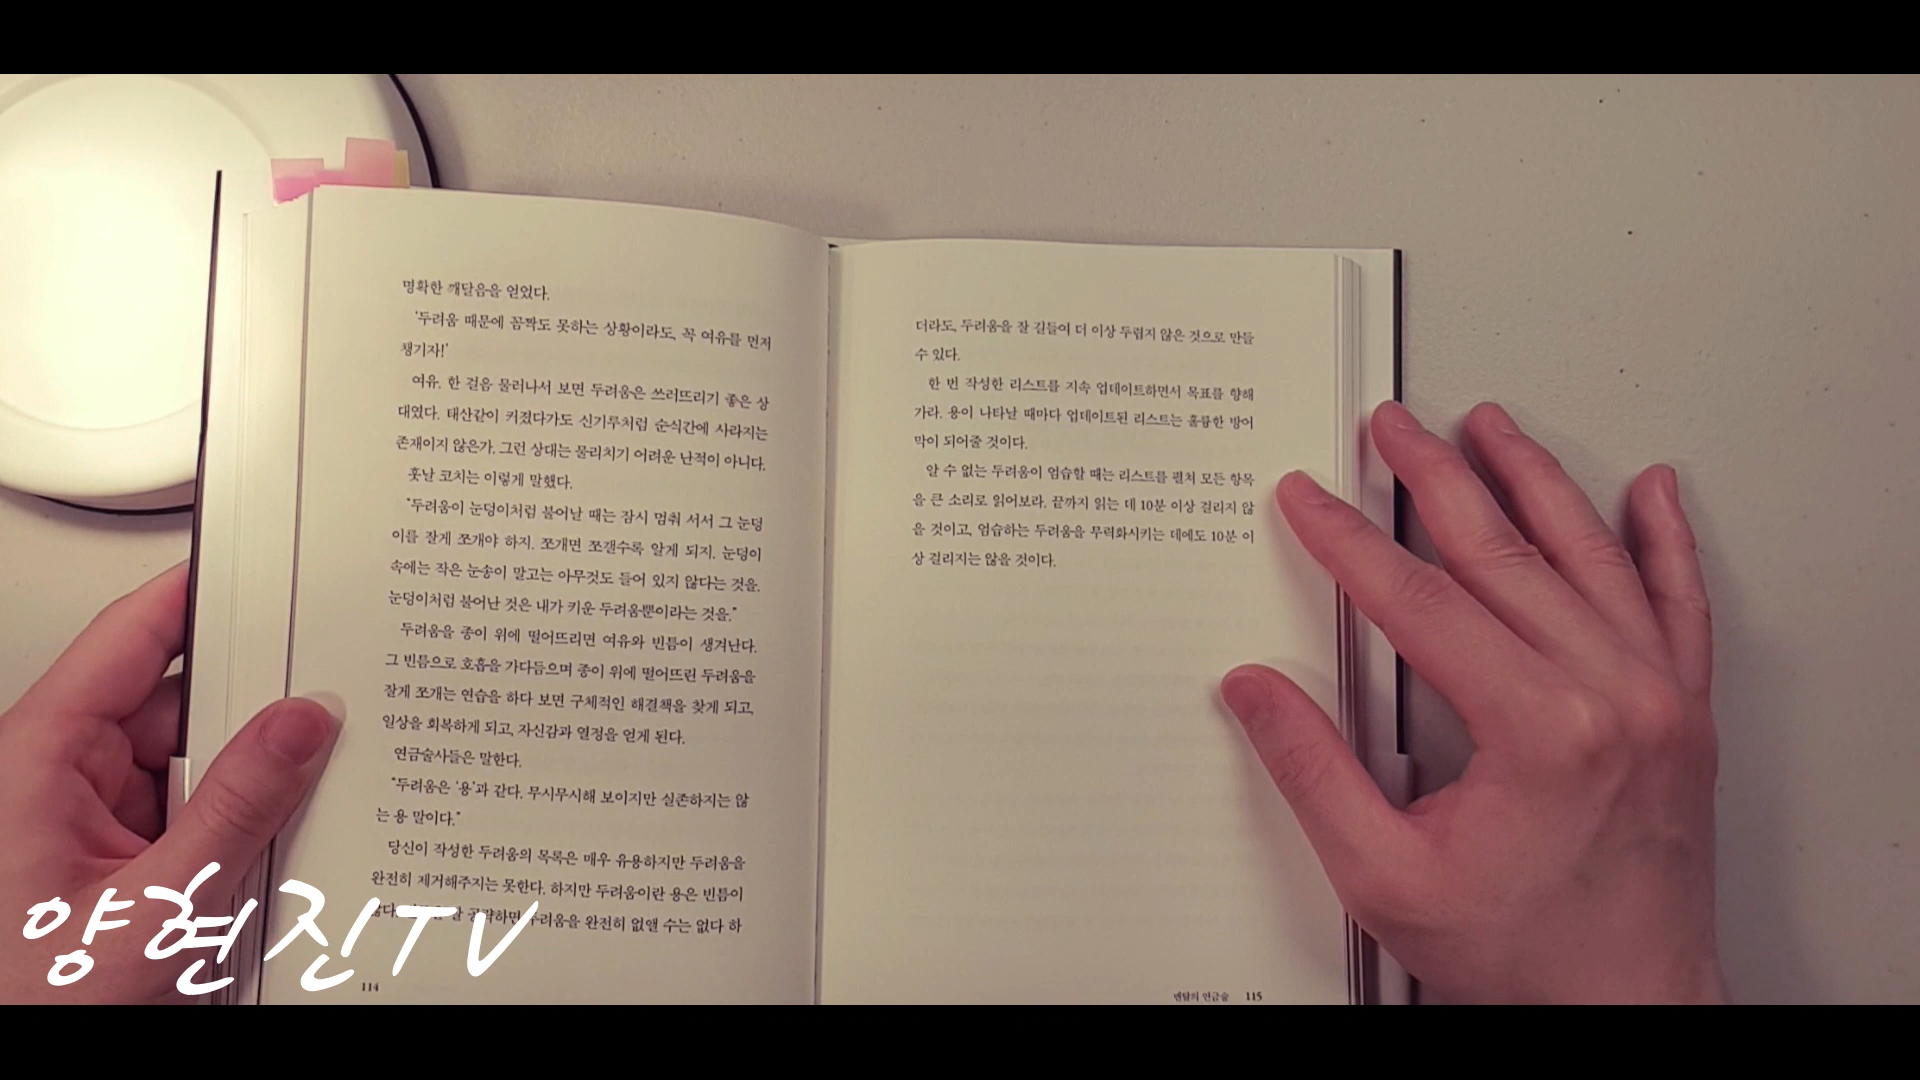 명확한 깨달음을 얻었다.
'두려움 때문에 꼼짝도 못하는 상황이라도, 꼭 여유를 먼저
챙기자!'
여유. 한 걸음 물러나서 보면 두려움은 쓰러뜨리기 좋은 상
대였다. 태산같이 커졌다가도 신기루처럼 순식간에 사라지는
존재이지 않은가. 그런 상대는 물리치기 어려운 난적이 아니다.
훗날 코치는 이렇게 말했다.
"두려움이 눈덩이처럼 불어날 때는 잠시 멈춰 서서 그 눈덩
이를 잘게 쪼개야 하지. 쪼개면 쪼갤수록 알게 되지. 눈덩이
속에는 작은 눈송이 말고는 아무것도 들어 있지 않다는 것을.
눈덩이처럼 불어난 것은 내가 키운 두려움뿐이라는 것을."
두려움을 종이 위에 떨어뜨리면 여유와 빈틈이 생겨난다.
그 빈틈으로 호흡을 가다듬으며 종이 위에 떨어뜨린 두려움을
잘게 쪼개는 연습을 하다 보면 구체적인 해결책을 찾게 되고,
일상을 회복하게 되고, 자신감과 열정을 얻게 된다.
연금술사들은 말한다.
"두려움은 '용'과 같다. 무시무시해 보이지만 실존하지는 않
는 용 말이다."
당신이 작성한 두려움의 목록은 매우 유용하지만 두려움을
완전히 제거해주지는 못한다. 하지만 두려움이란 용은 빈틈이
두려움을 완전히 없앨 수는 없다 하
114
더라도, 두려움을 잘 길들여 더 이상 두렵지 않은 것으로 만들
수 있다.
한 번 작성한 리스트를 지속 업데이트하면서 목표를 향해
가라. 용이 나타날 때마다 업데이트된 리스트는 훌륭한 방어
막이 되어줄 것이다.
알 수 없는 두려움이 엄습할 때는 리스트를 펼쳐 모든 항목
을 큰 소리로 읽어보라. 끝까지 읽는 데 10분 이상 걸리지 않
을 것이고, 엄습하는 두려움을 무력화시키는 데에도 10분 이
상 걸리지는 않을 것이다.
멘탈의 연금술 115
양현진TV